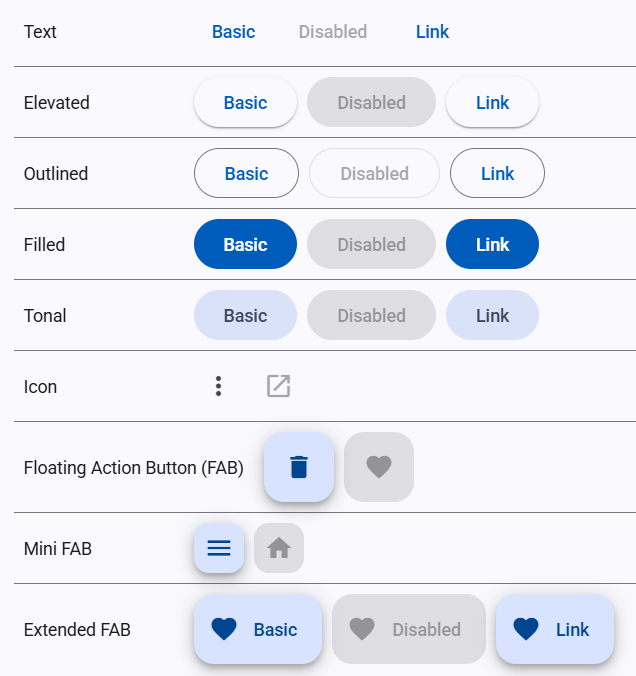 Text Basic Disabled Link
Elevated Basic Disabled Link
Outlined Basic Disabled Link
Filled Basic Disabled Link
Tonal Basic Disabled Link
Icon
Floating Action Button (FAB)
Mini FAB
Extended FAB Basic Disabled Link